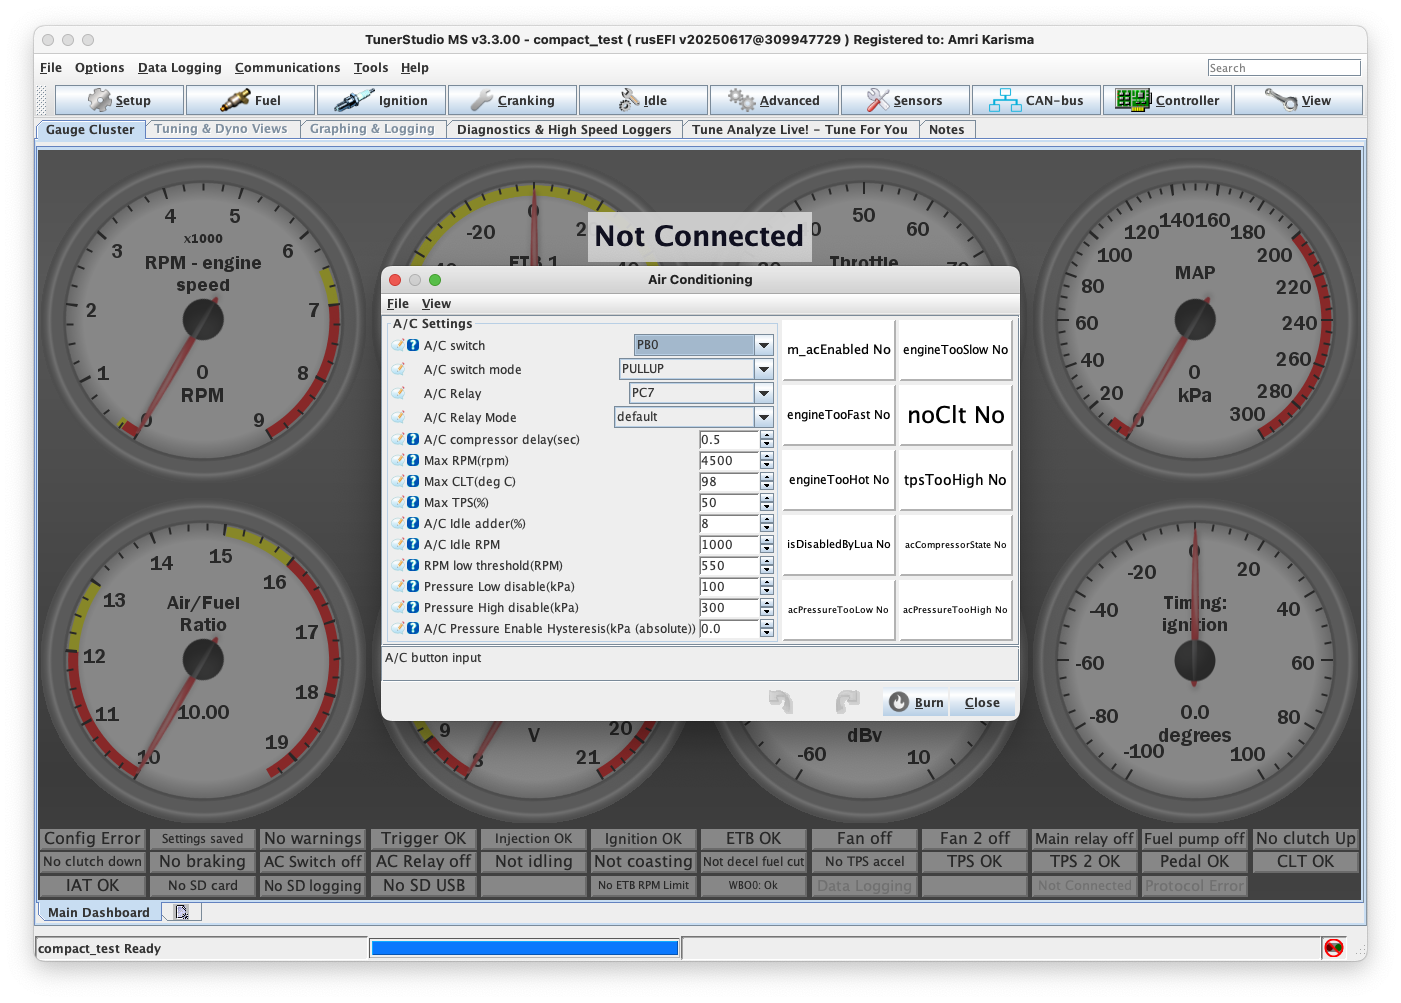 TunerStudio MS v3.3.00 - compact_test ( rusEFI v20250617@309947729 ) Registered to: Amri Karisma
File Options Data Logging Communications Tools Help
Search
Setup Fuel Ignition Cranking Idle Advanced Sensors CAN-bus Controller View
Gauge Cluster Tuning & Dyno Views Graphing & Logging Diagnostics & High Speed Loggers Tune Analyze Live! - Tune For You Notes
0 1 2 3 4 5 6 7 8 9
x1000
RPM - engine
speed
0
RPM
-20 0
ETB 1
50 60
Throttle
Not Connected
0 20 40 60 80 100 120 140 160 180 200 220 240 260 280 300
MAP
0
kPa
Air Conditioning
File View
A/C Settings
A/C switch PB0
A/C switch mode PULLUP
A/C Relay PC7
A/C Relay Mode default
A/C compressor delay(sec) 0.5
Max RPM(rpm) 4500
Max CLT(deg C) 98
Max TPS(%) 50
A/C Idle adder(%) 8
A/C Idle RPM 1000
RPM low threshold(RPM) 550
Pressure Low disable(kPa) 100
Pressure High disable(kPa) 300
A/C Pressure Enable Hysteresis(kPa (absolute)) 0.0
m_acEnabled No engineTooSlow No
engineTooFast No noClt No
engineTooHot No tpsTooHigh No
isDisabledByLua No acCompressorState No
acPressureTooLow No acPressureTooHigh No
A/C button input
Burn Close
10 11 12 13 15 16 17 18 19
Air/Fuel
Ratio
10.00
8 9 20 21
V
-60 10
dBv
-100 -80 -60 -40 -20 0 20 40 60 80 100
Timing:
ignition
0.0
degrees
Config Error Settings saved No warnings Trigger OK Injection OK Ignition OK ETB OK Fan off Fan 2 off Main relay off Fuel pump off No clutch Up
No clutch down No braking AC Switch off AC Relay off Not idling Not coasting Not decel fuel cut No TPS accel TPS OK TPS 2 OK Pedal OK CLT OK
IAT OK No SD card No SD logging No SD USB No ETB RPM Limit WBO0: Ok Data Logging Not Connected Protocol Error
Main Dashboard
compact_test Ready